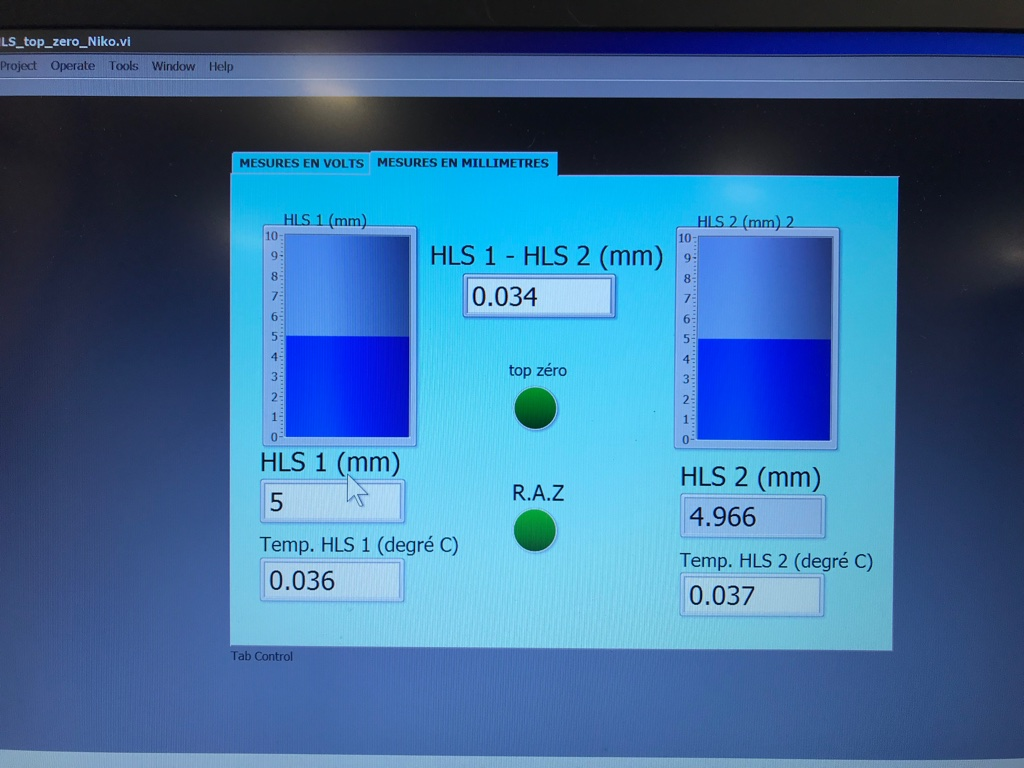 LS_top_zero_Niko.vi
Project Operate Tools Window Help
MESURES EN VOLTS MESURES EN MILLIMETRES
HLS 1 (mm)
10
9
8
7
6
5
4
3
2
1
0
HLS 1 (mm)
5
Temp. HLS 1 (degré C)
0.036
HLS 1 - HLS 2 (mm)
0.034
top zéro
R.A.Z
HLS 2 (mm) 2
10
9
8
7
6
5
4
3
2
1
0
HLS 2 (mm)
4.966
Temp. HLS 2 (degré C)
0.037
Tab Control